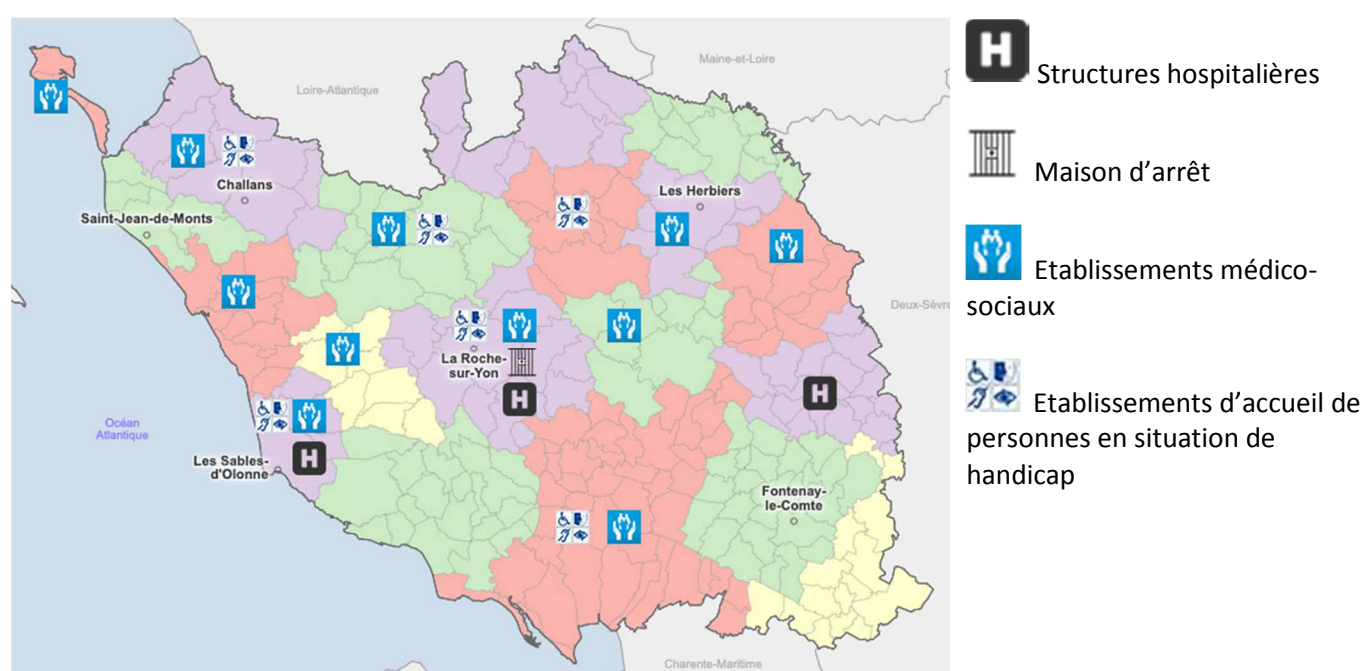 Maine-et-Loire
Loire-Atlantique
Challans
Les Herbiers
Saint-Jean-de-Monts
Deux-Sèvre
La Roche-
sur-Yon
Océan
Atlantique
Les Sables-
d'Olonne
Fontenay-
le-Comte
Charente-Maritime
H
H
H
H Structures hospitalières
Maison d’arrêt
Etablissements médico-
sociaux
Etablissements d’accueil de
personnes en situation de
handicap